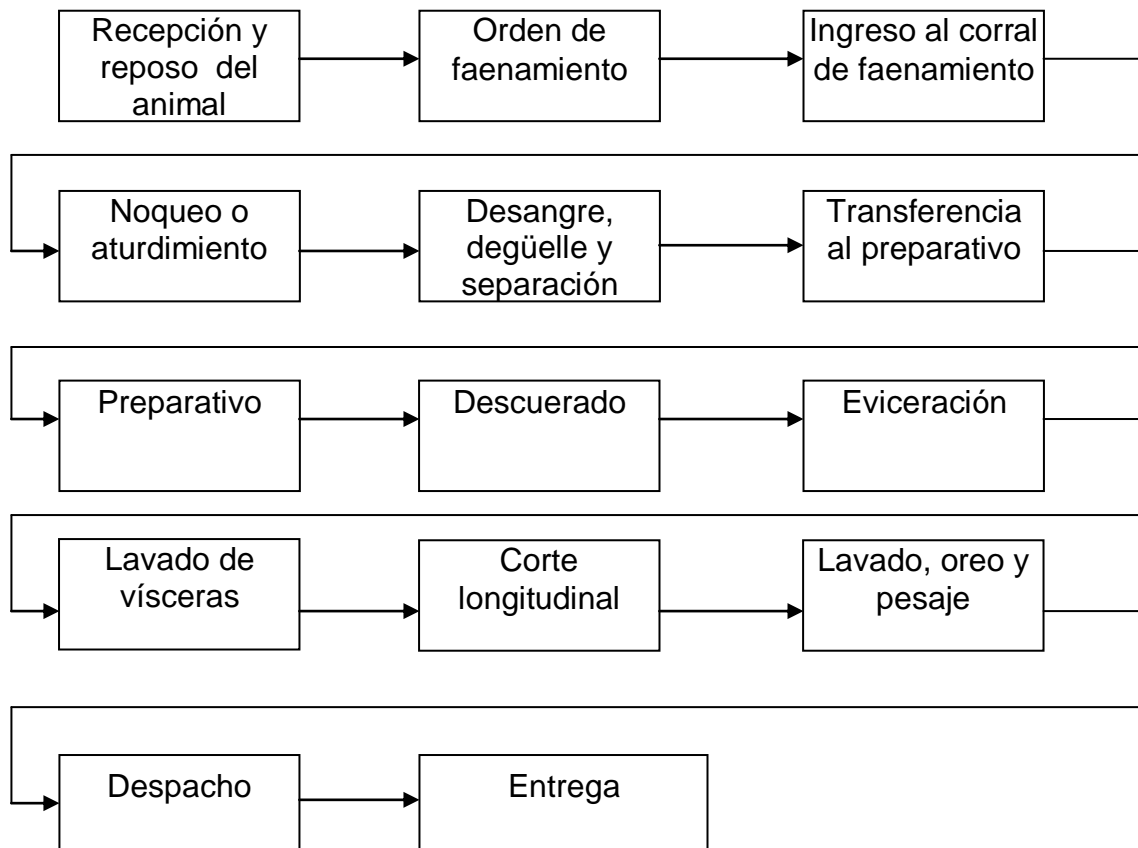 Recepción y
reposo del
animal
Orden de
faenamiento
Ingreso al corral
de faenamiento
Noqueo o
aturdimiento
Desangre,
degüelle y
separación
Transferencia
al preparativo
Preparativo
Descuerado
Eviceración
Lavado de
vísceras
Corte
longitudinal
Lavado, oreo y
pesaje
Despacho
Entrega